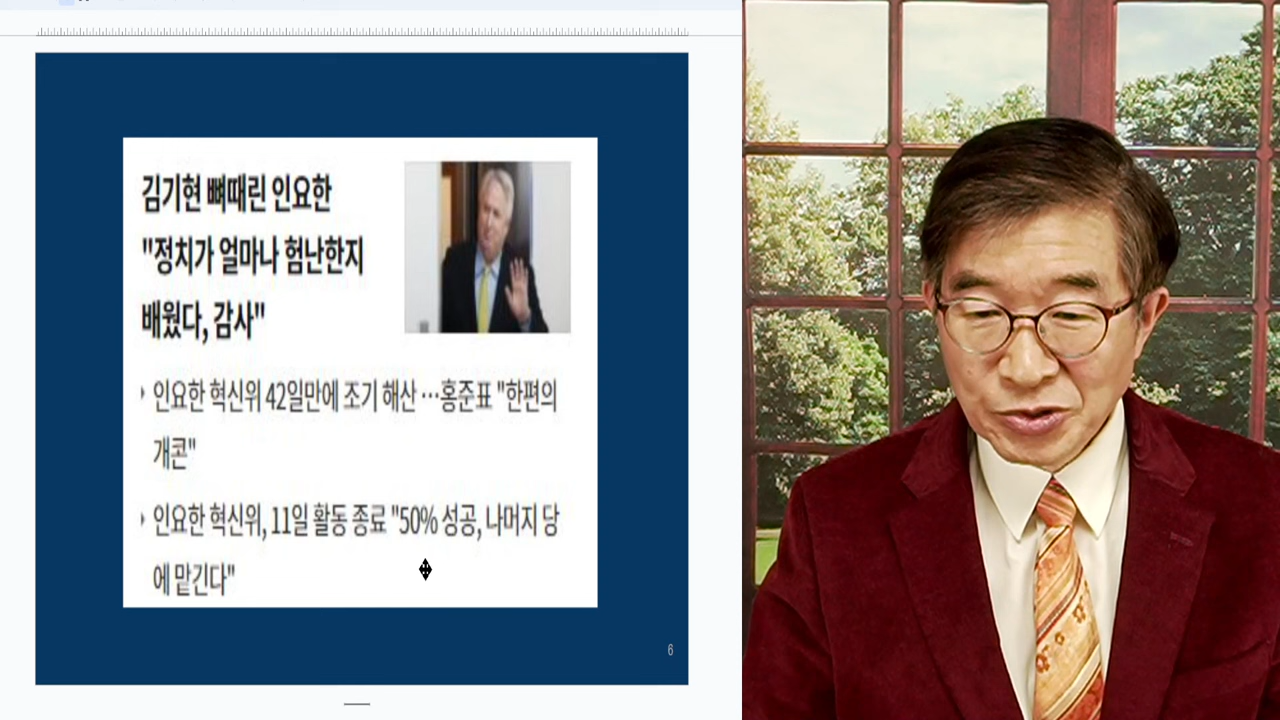 김기현 뼈때린 인요한
"정치가 얼마나 험난한지
배웠다, 감사"
인요한 혁신위 42일만에 조기 해산 …홍준표 "한편의
개콘"
인요한 혁신위, 11일 활동 종료 "50% 성공, 나머지 당
에 맡긴다"
6